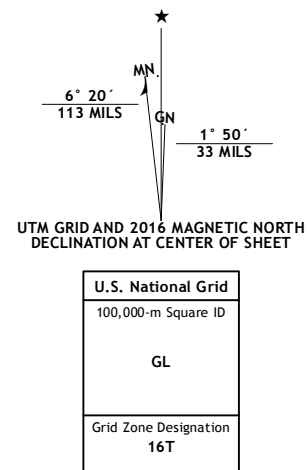 ★
MN.
6° 20´
113 MILS
GN
1° 50´
33 MILS
UTM GRID AND 2016 MAGNETIC NORTH
DECLINATION AT CENTER OF SHEET
U.S. National Grid
100,000-m Square ID
GL
Grid Zone Designation
16T